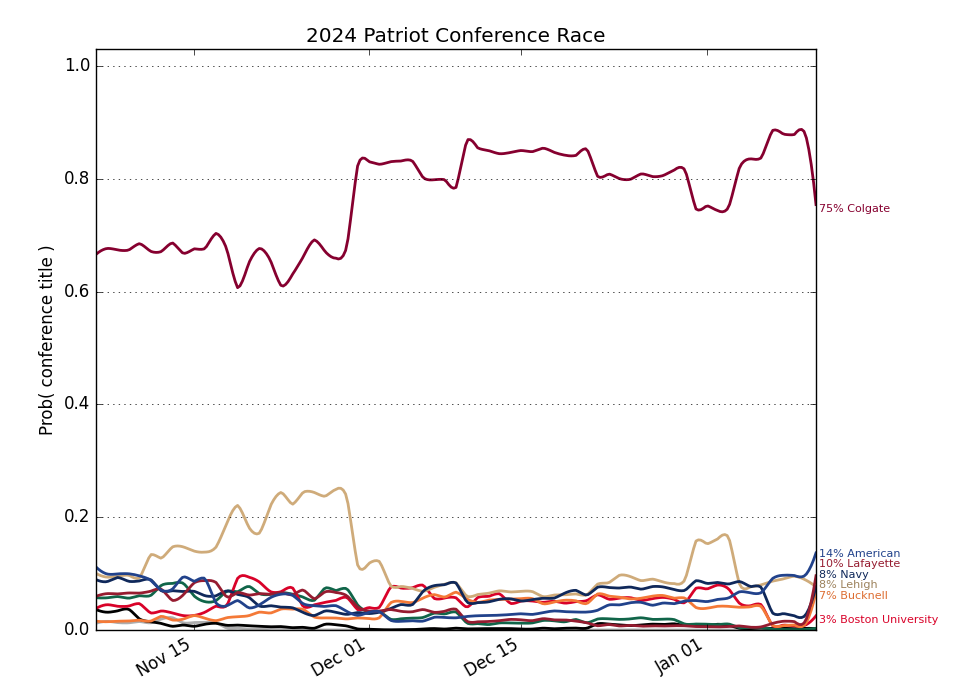 2024 Patriot Conference Race
Prob( conference title )
1.0
0.8
0.6
0.4
0.2
0.0
Nov 15
Dec 01
Dec 15
Jan 01
75% Colgate
14% American
10% Lafayette
8% Navy
8% Lehigh
7% Bucknell
3% Boston University